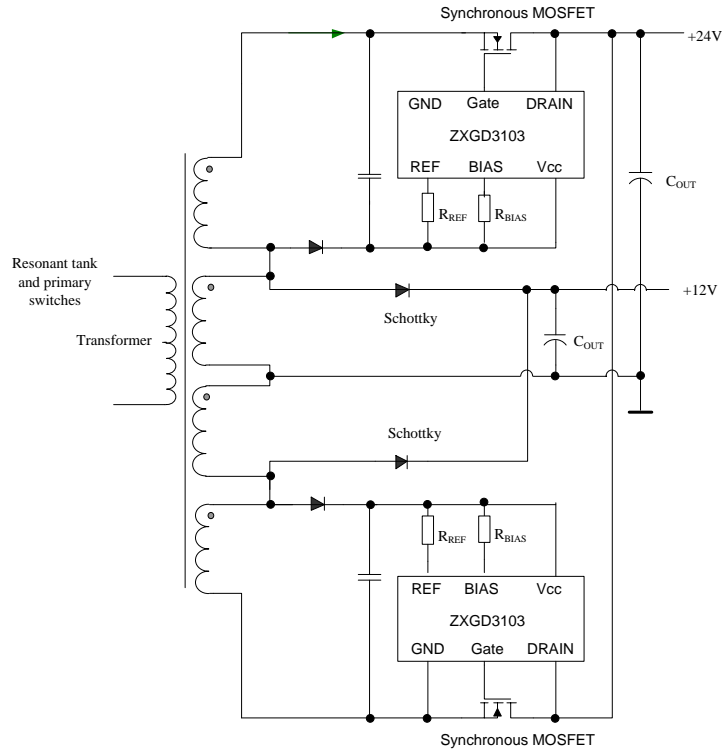 Synchronous MOSFET
+24V
GND Gate DRAIN
ZXGD3103
REF BIAS Vcc
RREF
RBIAS
COUT
Resonant tank
and primary
switches
+12V
Schottky
Transformer
COUT
Schottky
RREF
RBIAS
REF BIAS Vcc
ZXGD3103
GND Gate DRAIN
Synchronous MOSFET